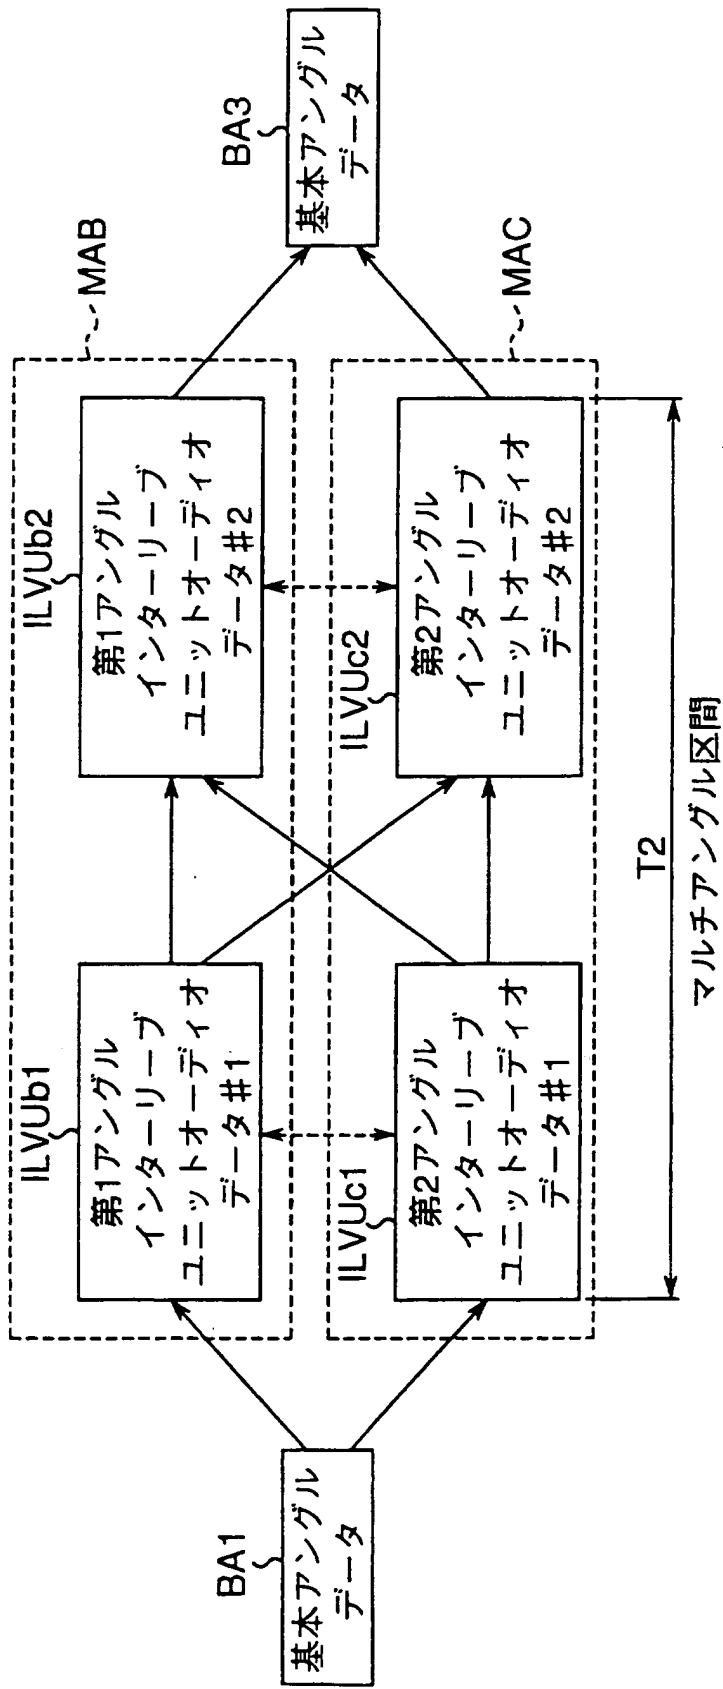 BA1
基本アングル
データ
MAB
ILVUb1
第1アングル
インターリーブ
ユニットオーディオ
データ#1
ILVUb2
第1アングル
インターリーブ
ユニットオーディオ
データ#2
MAC
ILVUc1
第2アングル
インターリーブ
ユニットオーディオ
データ#1
ILVUc2
第2アングル
インターリーブ
ユニットオーディオ
データ#2
BA3
基本アングル
データ
T2
マルチアングル区間